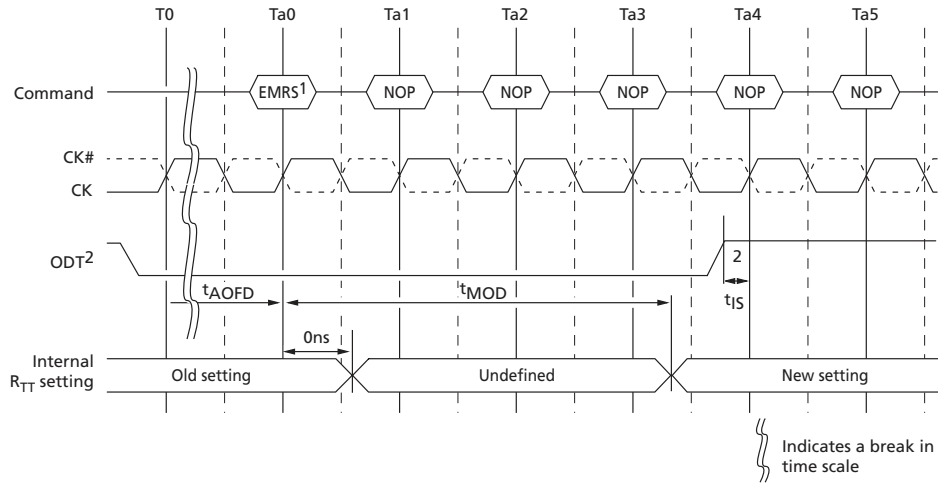 T0 Ta0 Ta1 Ta2 Ta3 Ta4 Ta5
Command EMRS1 NOP NOP NOP NOP NOP
CK#
CK
ODT2
2
tAOFD tMOD tIS
0ns
Internal
RTT setting Old setting Undefined New setting
Indicates a break in
time scale